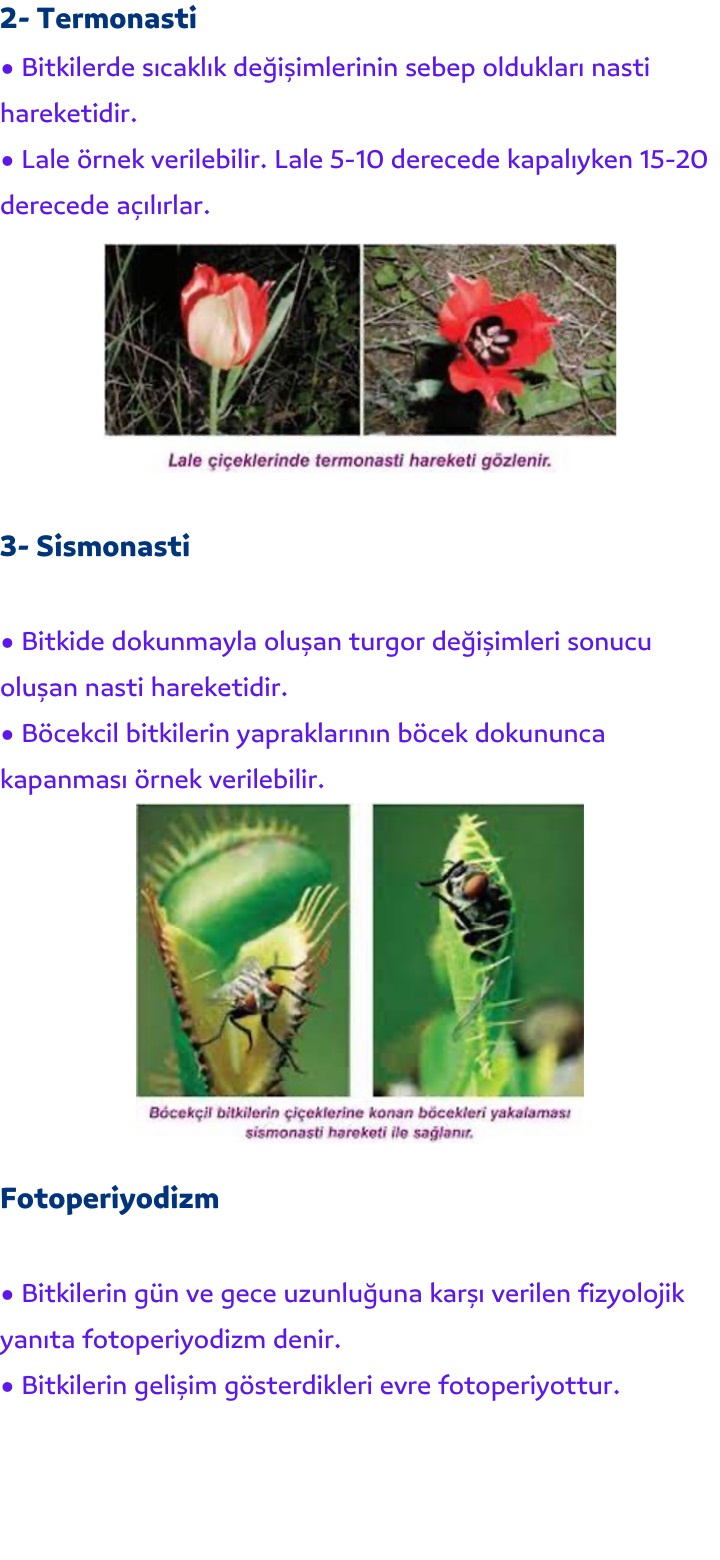 2- Termonasti
• Bitkilerde sıcaklık değişimlerinin sebep oldukları nasti
hareketidir.
• Lale örnek verilebilir. Lale 5-10 derecede kapalıyken 15-20
derecede açılırlar.
Lale çiçeklerinde termonasti hareketi gözlenir.
3- Sismonasti
• Bitkide dokunmayla oluşan turgor değişimleri sonucu
oluşan nasti hareketidir.
• Böcekcil bitkilerin yapraklarının böcek dokununca
kapanması örnek verilebilir.
Böcekçil bitkilerin çiçeklerine konan böcekleri yakalaması
sismonasti hareketi ile sağlanır.
Fotoperiyodizm
• Bitkilerin gün ve gece uzunluğuna karşı verilen fizyolojik
yanıta fotoperiyodizm denir.
• Bitkilerin gelişim gösterdikleri evre fotoperiyottur.